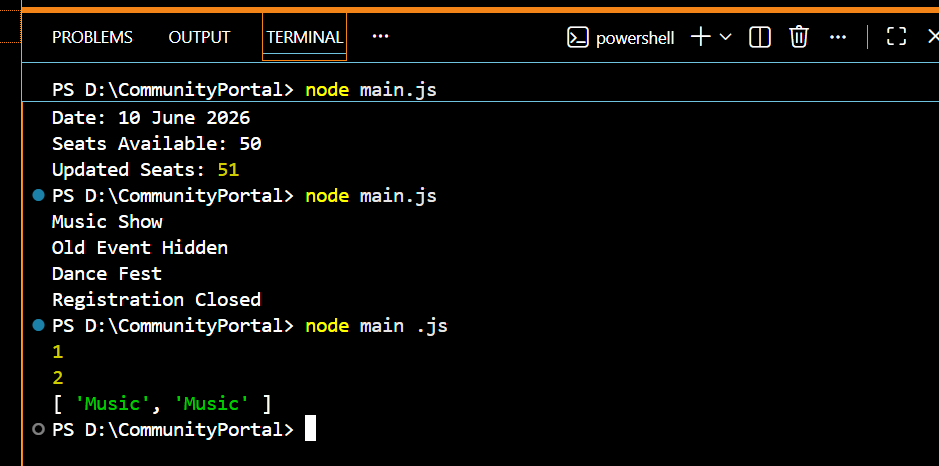 PROBLEMS OUTPUT TERMINAL ··· powershell ···
PS D:\CommunityPortal> node main.js
Date: 10 June 2026
Seats Available: 50
Updated Seats: 51
PS D:\CommunityPortal> node main.js
Music Show
Old Event Hidden
Dance Fest
Registration Closed
PS D:\CommunityPortal> node main .js
1
2
[ 'Music', 'Music' ]
PS D:\CommunityPortal>